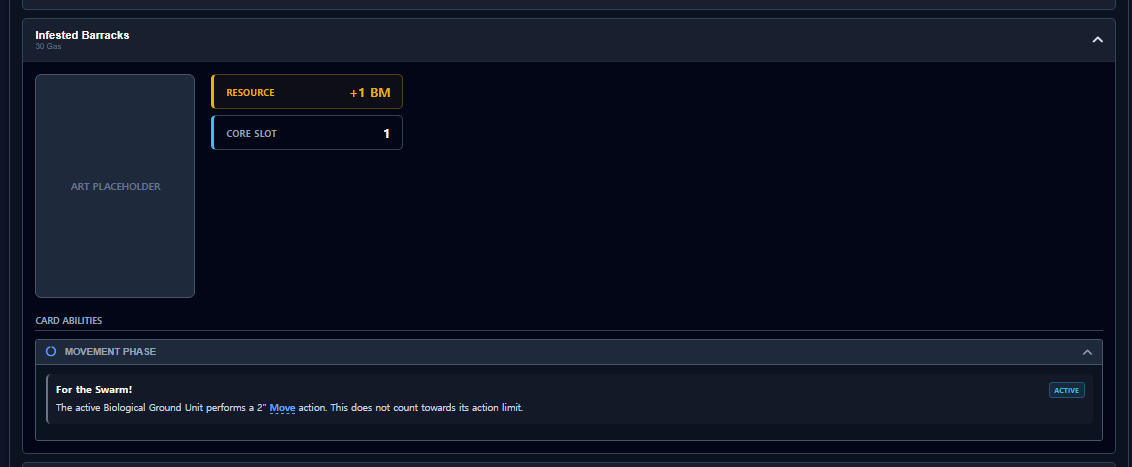 Infested Barracks
30 Gas
ART PLACEHOLDER
RESOURCE +1 BM
CORE SLOT 1
CARD ABILITIES
MOVEMENT PHASE
For the Swarm!
ACTIVE
The active Biological Ground Unit performs a 2" Move action. This does not count towards its action limit.